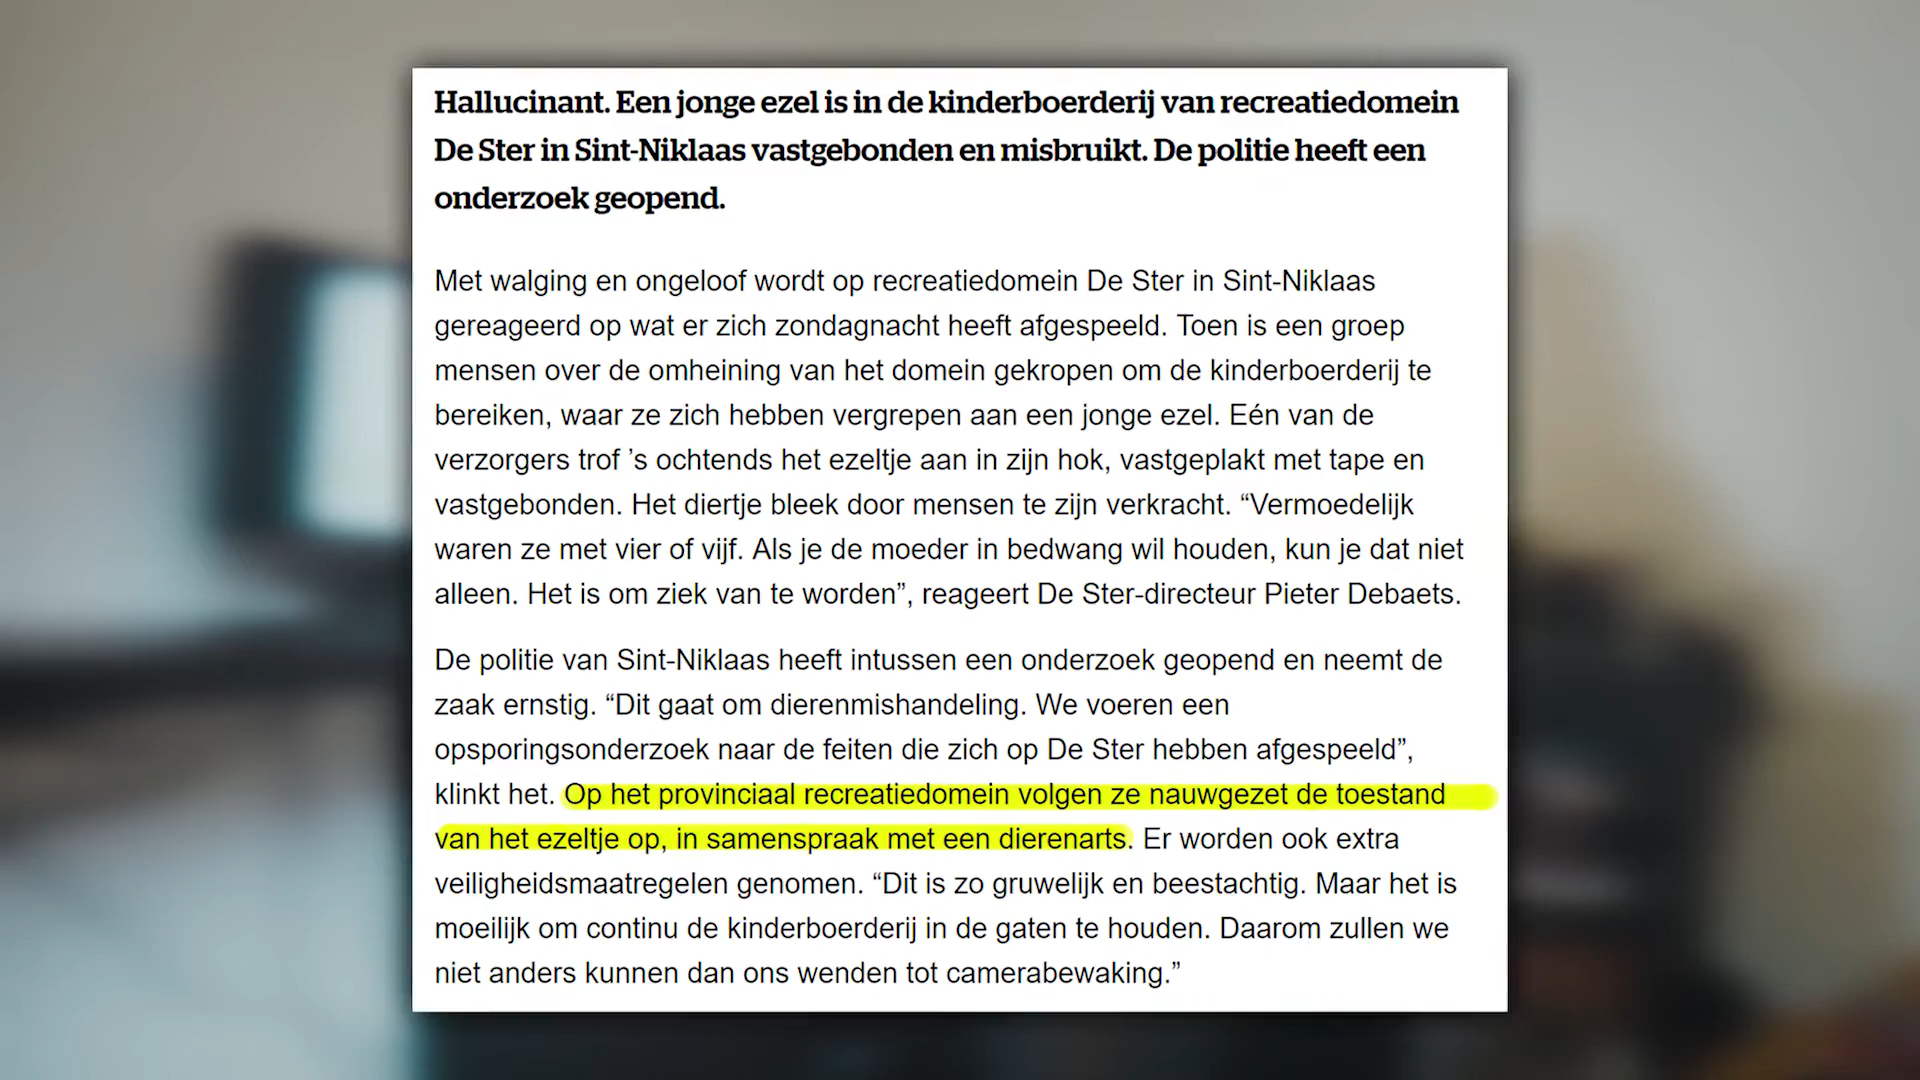 Hallucinant. Een jonge ezel is in de kinderboerderij van recreatiedomein
De Ster in Sint-Niklaas vastgebonden en misbruikt. De politie heeft een
onderzoek geopend.
Met walging en ongeloof wordt op recreatiedomein De Ster in Sint-Niklaas
gereageerd op wat er zich zondagnacht heeft afgespeeld. Toen is een groep
mensen over de omheining van het domein gekropen om de kinderboerderij te
bereiken, waar ze zich hebben vergrepen aan een jonge ezel. Eén van de
verzorgers trof ’s ochtends het ezeltje aan in zijn hok, vastgeplakt met tape en
vastgebonden. Het diertje bleek door mensen te zijn verkracht. “Vermoedelijk
waren ze met vier of vijf. Als je de moeder in bedwang wil houden, kun je dat niet
alleen. Het is om ziek van te worden”, reageert De Ster-directeur Pieter Debaets.
De politie van Sint-Niklaas heeft intussen een onderzoek geopend en neemt de
zaak ernstig. “Dit gaat om dierenmishandeling. We voeren een
opsporingsonderzoek naar de feiten die zich op De Ster hebben afgespeeld”,
klinkt het. Op het provinciaal recreatiedomein volgen ze nauwgezet de toestand
van het ezeltje op, in samenspraak met een dierenarts. Er worden ook extra
veiligheidsmaatregelen genomen. “Dit is zo gruwelijk en beestachtig. Maar het is
moeilijk om continu de kinderboerderij in de gaten te houden. Daarom zullen we
niet anders kunnen dan ons wenden tot camerabewaking.”